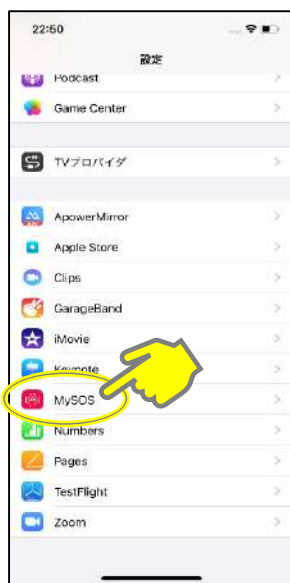 22:50
設定
Podcast
Game Center
TVプロバイダ
ApowerMirror
Apple Store
Clips
GarageBand
iMovie
Keynote
MySOS
Numbers
Pages
TestFlight
Zoom